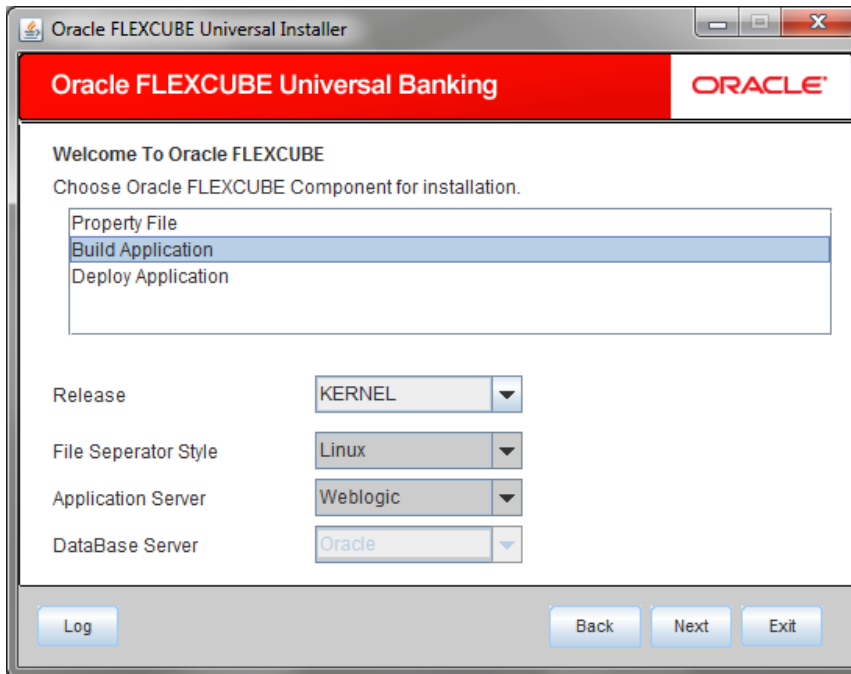 Oracle FLEXCUBE Universal Installer
Oracle FLEXCUBE Universal Banking
ORACLE
Welcome To Oracle FLEXCUBE
Choose Oracle FLEXCUBE Component for installation.
Property File
Build Application
Deploy Application
Release KERNEL
File Seperator Style Linux
Application Server Weblogic
DataBase Server Oracle
Log Back Next Exit